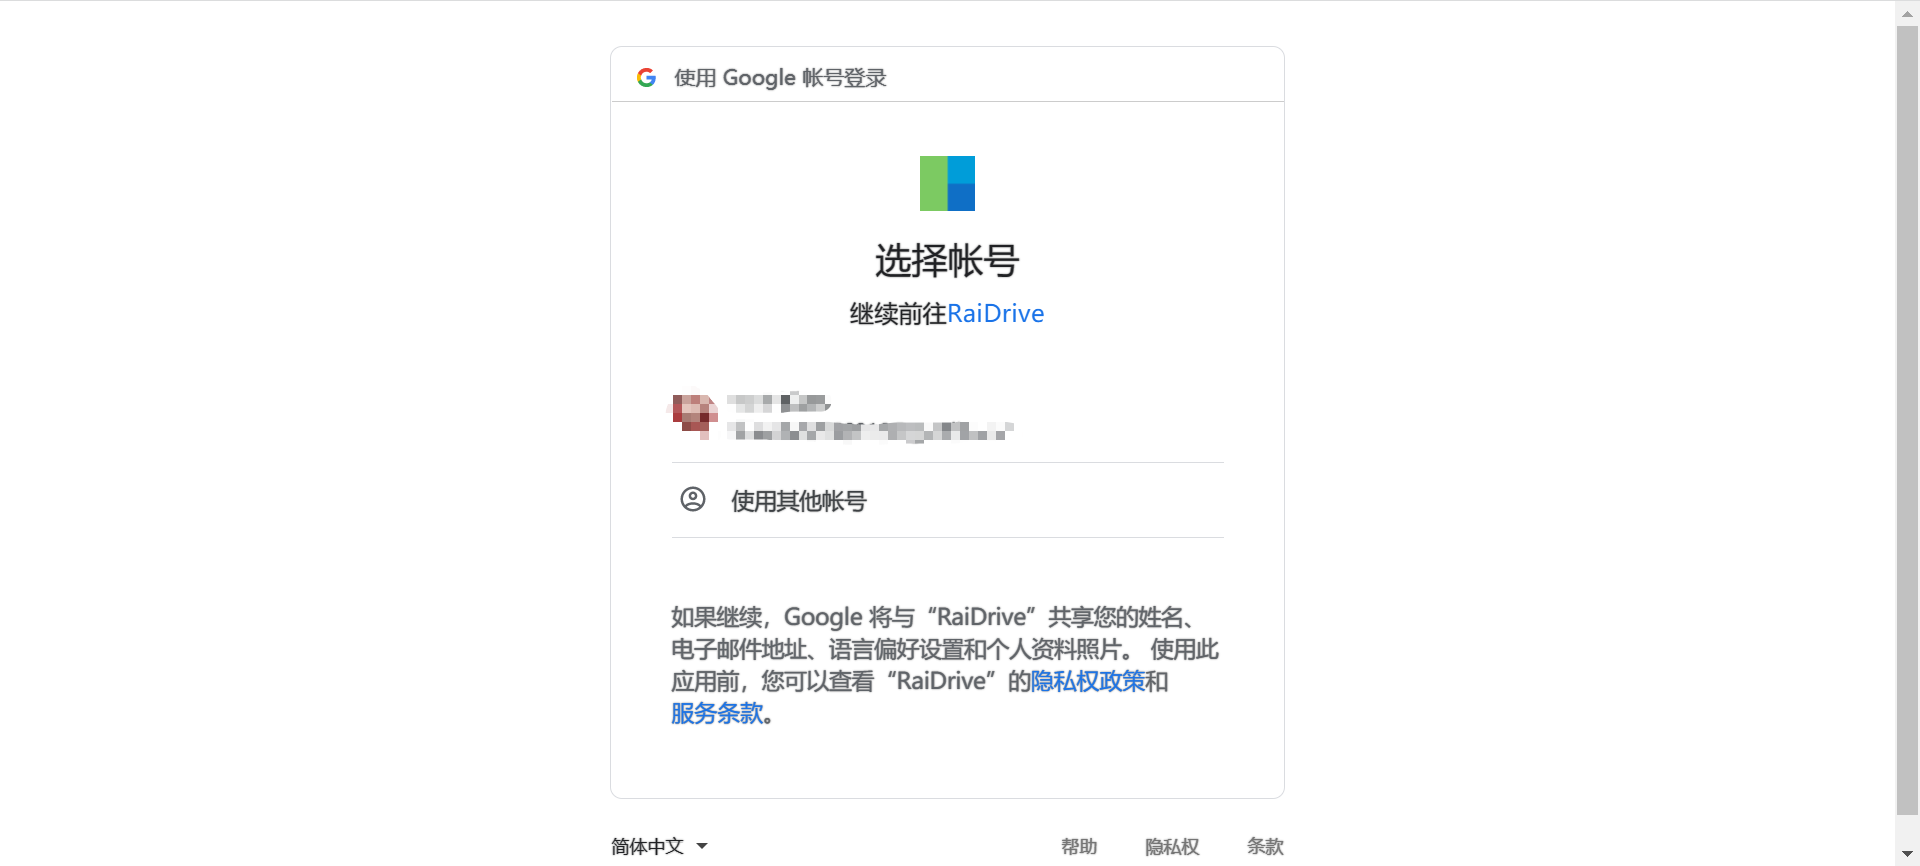 使用 Google 帐号登录
选择帐号
继续前往RaiDrive
使用其他帐号
如果继续，Google 将与“RaiDrive”共享您的姓名、
电子邮件地址、语言偏好设置和个人资料照片。 使用此
应用前，您可以查看“RaiDrive”的隐私权政策和
服务条款。
简体中文
帮助
隐私权
条款